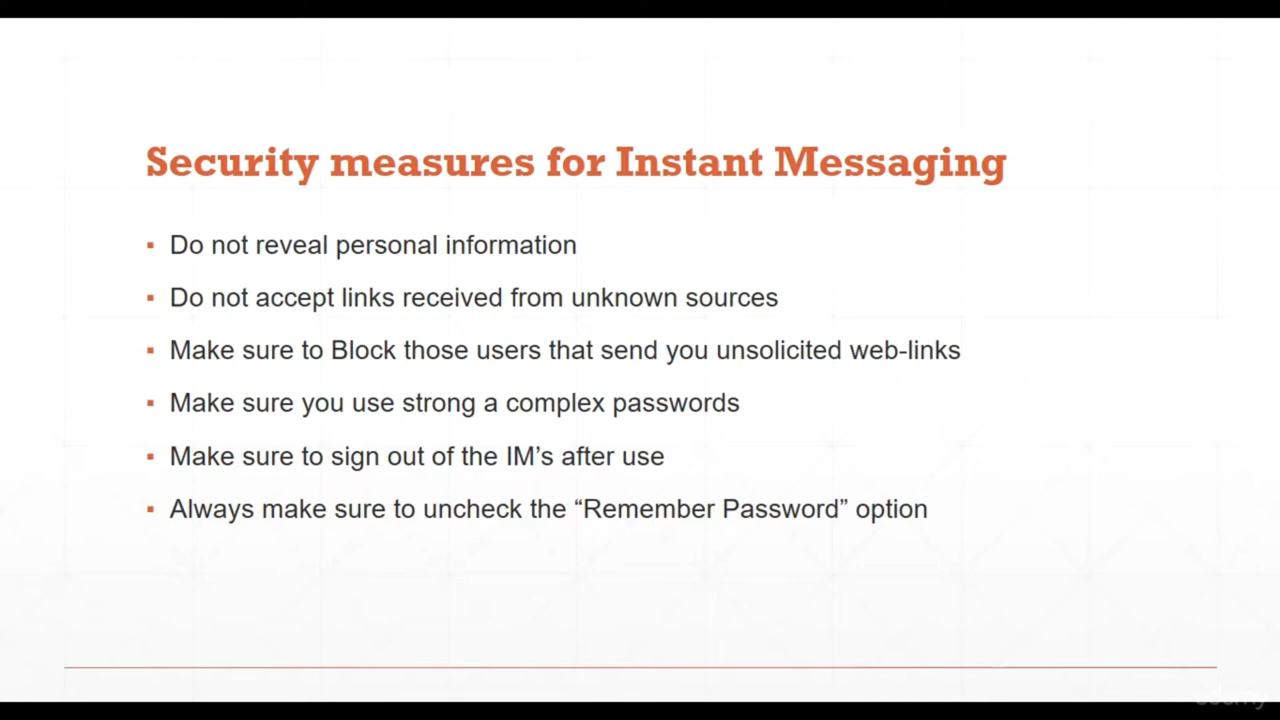 Security measures for Instant Messaging
▪ Do not reveal personal information
▪ Do not accept links received from unknown sources
▪ Make sure to Block those users that send you unsolicited web-links
▪ Make sure you use strong a complex passwords
▪ Make sure to sign out of the IM’s after use
▪ Always make sure to uncheck the “Remember Password” option
udemy